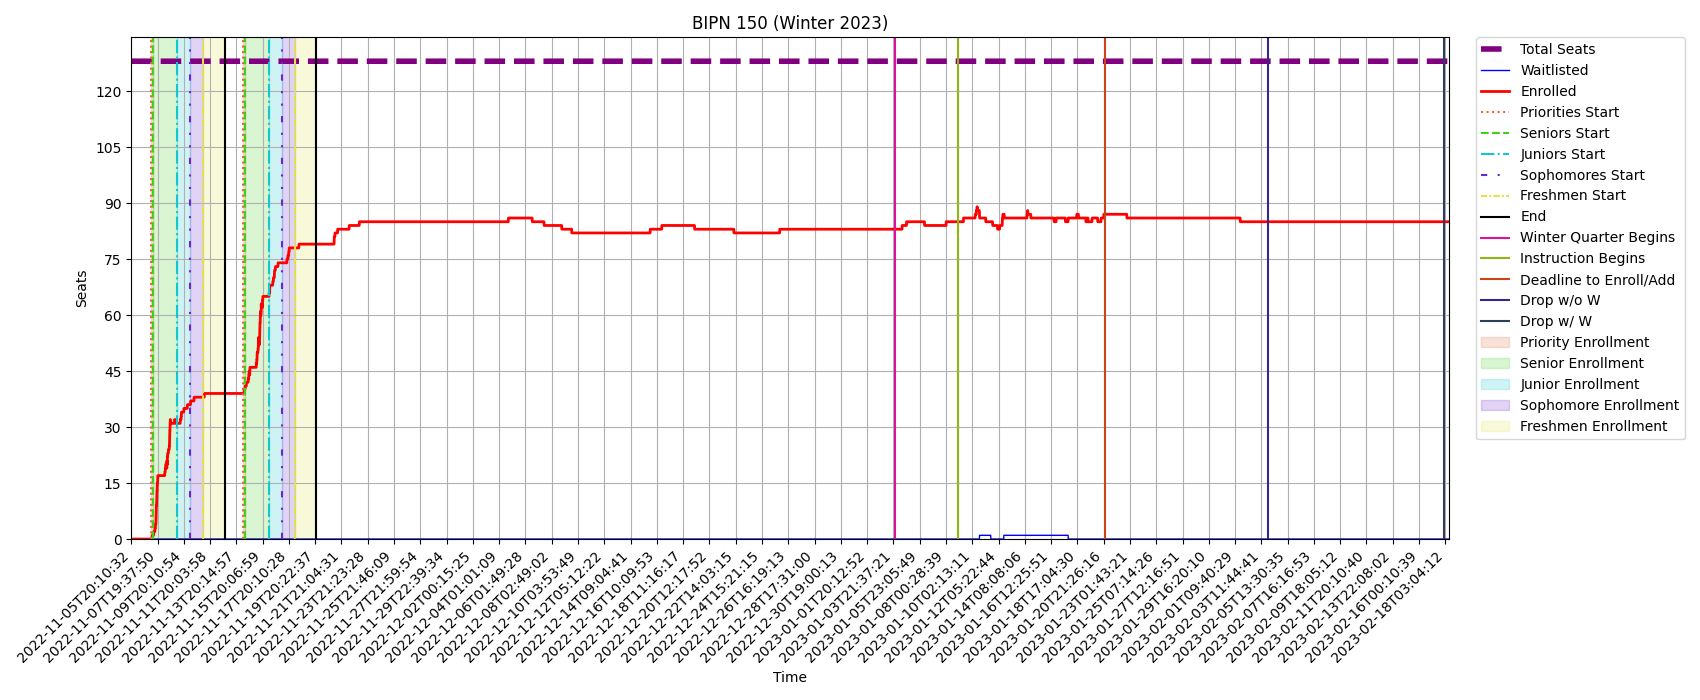 BIPN 150 (Winter 2023)
Seats
120
105
90
75
60
45
30
15
0
2022-11-05T20:10:32
2022-11-07T19:37:50
2022-11-09T20:10:54
2022-11-11T20:03:58
2022-11-13T20:14:57
2022-11-15T20:06:59
2022-11-17T20:10:28
2022-11-19T20:22:37
2022-11-21T21:04:31
2022-11-23T21:23:28
2022-11-25T21:46:09
2022-11-27T21:59:54
2022-11-29T22:39:34
2022-12-02T00:15:25
2022-12-04T01:01:09
2022-12-06T01:49:28
2022-12-08T02:49:02
2022-12-10T03:53:49
2022-12-12T05:12:22
2022-12-14T09:04:41
2022-12-16T10:09:53
2022-12-18T11:16:17
2022-12-20T12:17:52
2022-12-22T14:03:15
2022-12-24T15:21:15
2022-12-26T16:19:13
2022-12-28T17:31:00
2022-12-30T19:00:13
2023-01-01T20:12:52
2023-01-03T21:37:21
2023-01-05T23:05:49
2023-01-08T00:28:39
2023-01-10T02:13:11
2023-01-12T05:22:44
2023-01-14T08:08:06
2023-01-16T12:25:51
2023-01-18T17:04:30
2023-01-20T21:26:16
2023-01-23T01:43:21
2023-01-25T07:14:26
2023-01-27T12:16:51
2023-01-29T16:20:10
2023-02-01T09:40:29
2023-02-03T11:44:41
2023-02-05T13:30:35
2023-02-07T16:16:53
2023-02-09T18:05:12
2023-02-11T20:10:40
2023-02-13T22:08:02
2023-02-16T00:10:39
2023-02-18T03:04:12
Time
Total Seats
Waitlisted
Enrolled
Priorities Start
Seniors Start
Juniors Start
Sophomores Start
Freshmen Start
End
Winter Quarter Begins
Instruction Begins
Deadline to Enroll/Add
Drop w/o W
Drop w/ W
Priority Enrollment
Senior Enrollment
Junior Enrollment
Sophomore Enrollment
Freshmen Enrollment